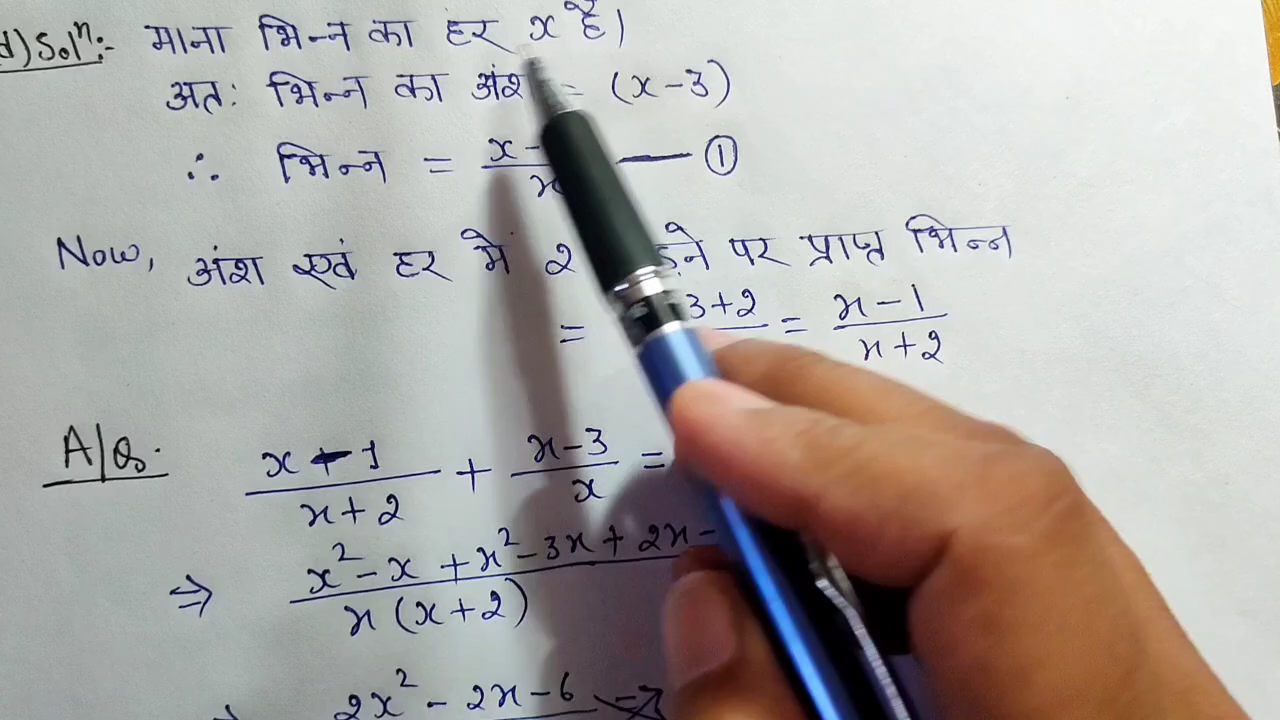 Solⁿ:- माना भिन्न का हर x है।
अतः भिन्न का अंश = (x-3)
∴ भिन्न = x- — ①
x
Now, अंश एवं हर में 2 ड़ने पर प्राप्त भिन्न
= 3+2 = x-1
x+2
A/Q. x-1 + x-3 =
x+2 x
⇒ x²-x+x²-3x+2x-
x(x+2)
2x²-2x-6